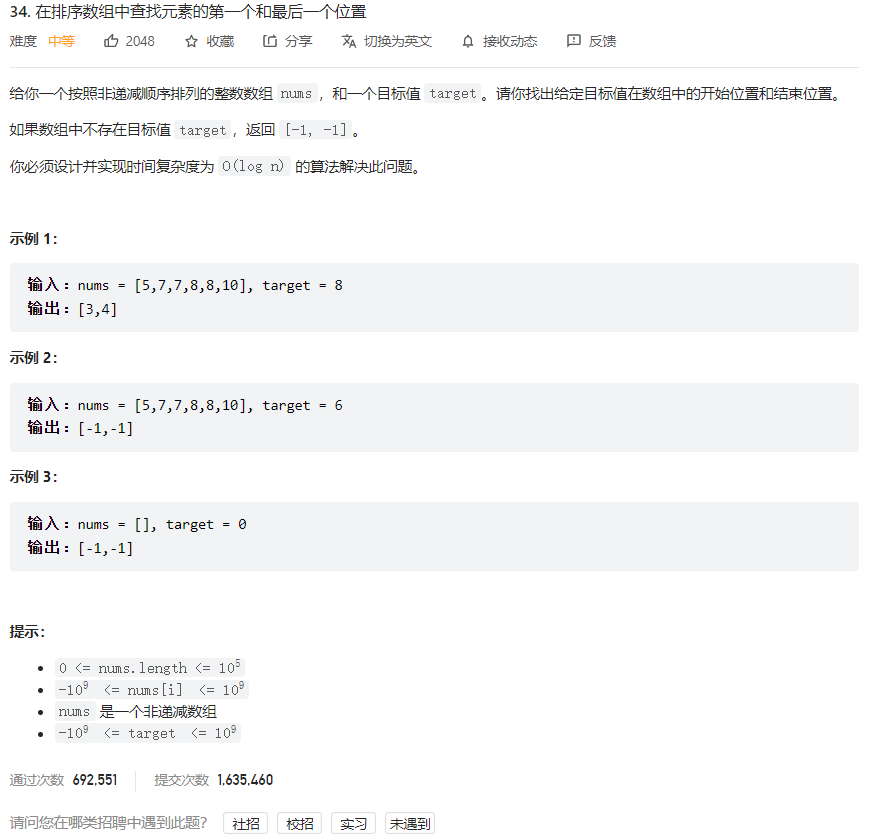 34. 在排序数组中查找元素的第一个和最后一个位置
难度 中等 2048 收藏 分享 切换为英文 接收动态 反馈
给你一个按照非递减顺序排列的整数数组 nums，和一个目标值 target。请你找出给定目标值在数组中的开始位置和结束位置。
如果数组中不存在目标值 target，返回 [-1, -1]。
你必须设计并实现时间复杂度为 O(log n) 的算法解决此问题。
示例 1：
输入：nums = [5,7,7,8,8,10], target = 8
输出：[3,4]
示例 2：
输入：nums = [5,7,7,8,8,10], target = 6
输出：[-1,-1]
示例 3：
输入：nums = [], target = 0
输出：[-1,-1]
提示：
• 0 <= nums.length <= 10⁵
• -10⁹ <= nums[i] <= 10⁹
• nums 是一个非递减数组
• -10⁹ <= target <= 10⁹
通过次数 692,551 提交次数 1,635,460
请问您在哪类招聘中遇到此题？ 社招 校招 实习 未遇到